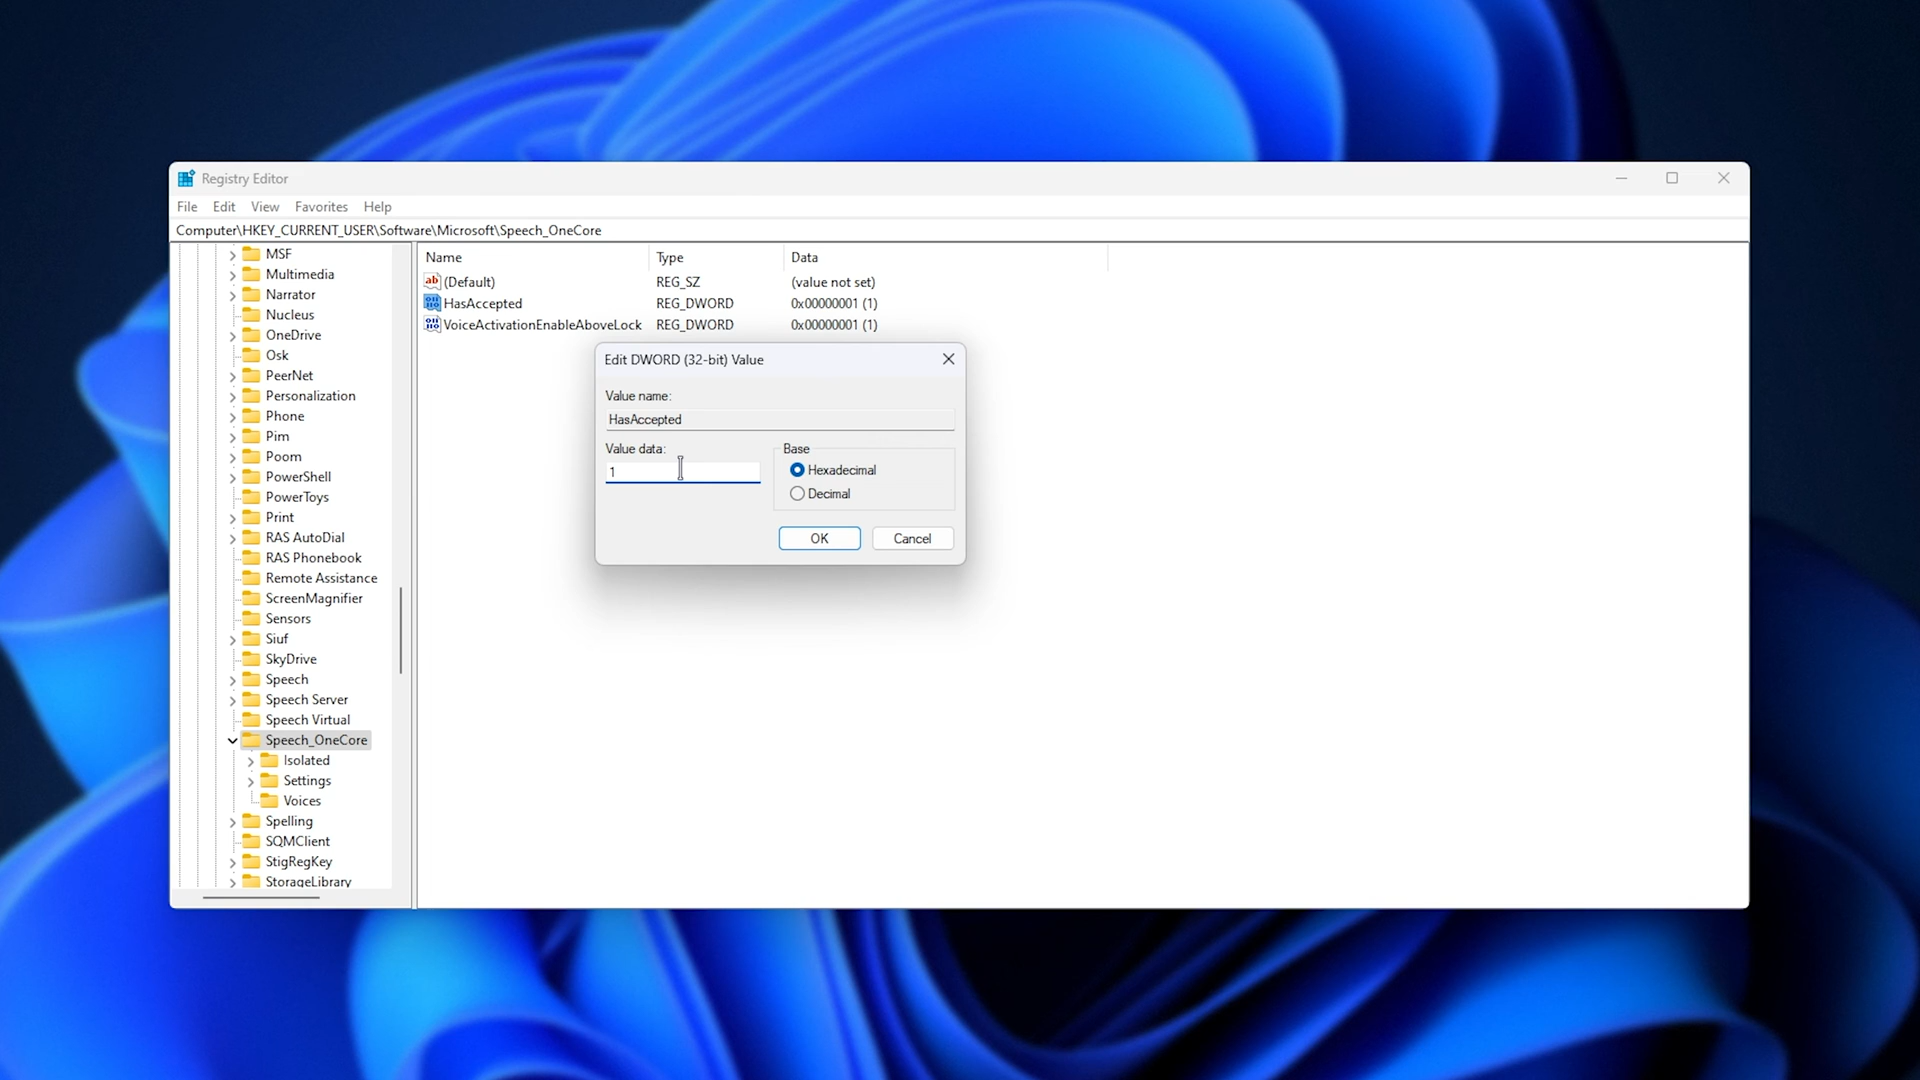 Registry Editor
File Edit View Favorites Help
Computer\HKEY_CURRENT_USER\Software\Microsoft\Speech_OneCore
MSF
Multimedia
Narrator
Nucleus
OneDrive
Osk
PeerNet
Personalization
Phone
Pim
Poom
PowerShell
PowerToys
Print
RAS AutoDial
RAS Phonebook
Remote Assistance
ScreenMagnifier
Sensors
Siuf
SkyDrive
Speech
Speech Server
Speech Virtual
Speech_OneCore
Isolated
Settings
Voices
Spelling
SQMClient
StigRegKey
StorageLibrary
Name Type Data
ab (Default) REG_SZ (value not set)
HasAccepted REG_DWORD 0x00000001 (1)
VoiceActivationEnableAboveLock REG_DWORD 0x00000001 (1)
Edit DWORD (32-bit) Value
Value name:
HasAccepted
Value data: Base
1 Hexadecimal
Decimal
OK Cancel